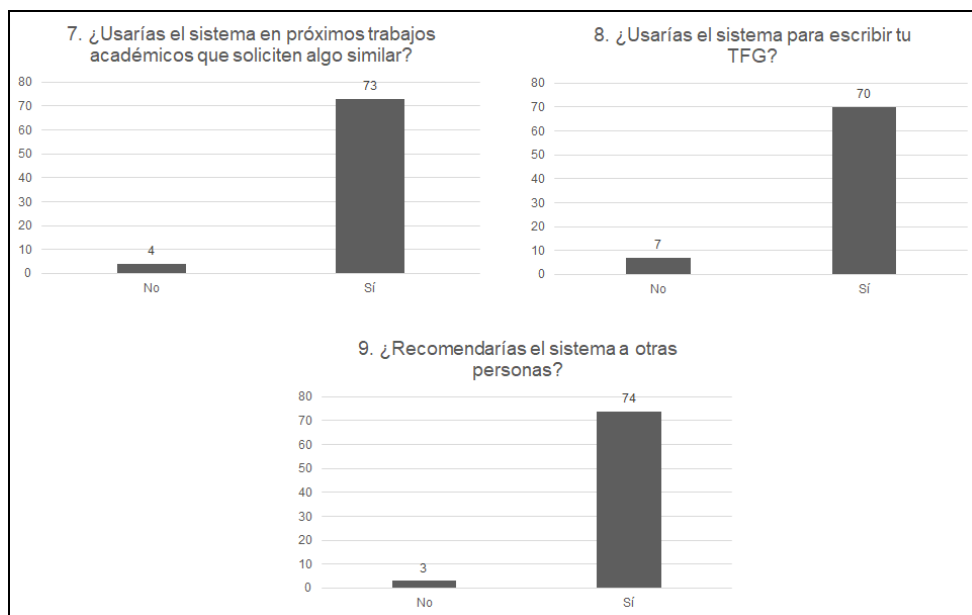 7. ¿Usarías el sistema en próximos trabajos
académicos que soliciten algo similar?
80
70
60
50
40
30
20
10
0
4
73
No
Sí
8. ¿Usarías el sistema para escribir tu
TFG?
80
70
60
50
40
30
20
10
0
7
70
No
Sí
9. ¿Recomendarías el sistema a otras
personas?
80
70
60
50
40
30
20
10
0
3
74
No
Sí